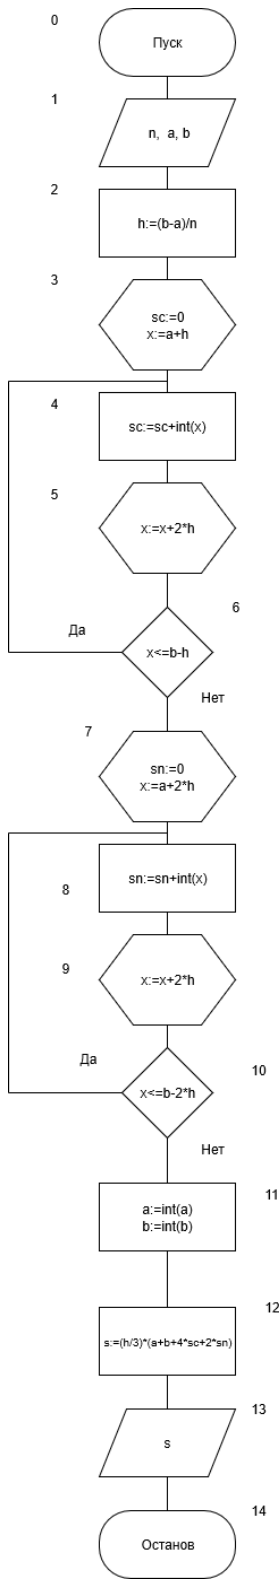 0
Пуск
1
n, a, b
2
h:=(b-a)/n
3
sc:=0
x:=a+h
4
sc:=sc+int(x)
5
x:=x+2*h
6
Да
x<=b-h
Нет
7
sn:=0
x:=a+2*h
sn:=sn+int(x)
8
9
x:=x+2*h
Да
10
x<=b-2*h
Нет
11
a:=int(a)
b:=int(b)
12
s:=(h/3)*(a+b+4*sc+2*sn)
13
s
14
Останов